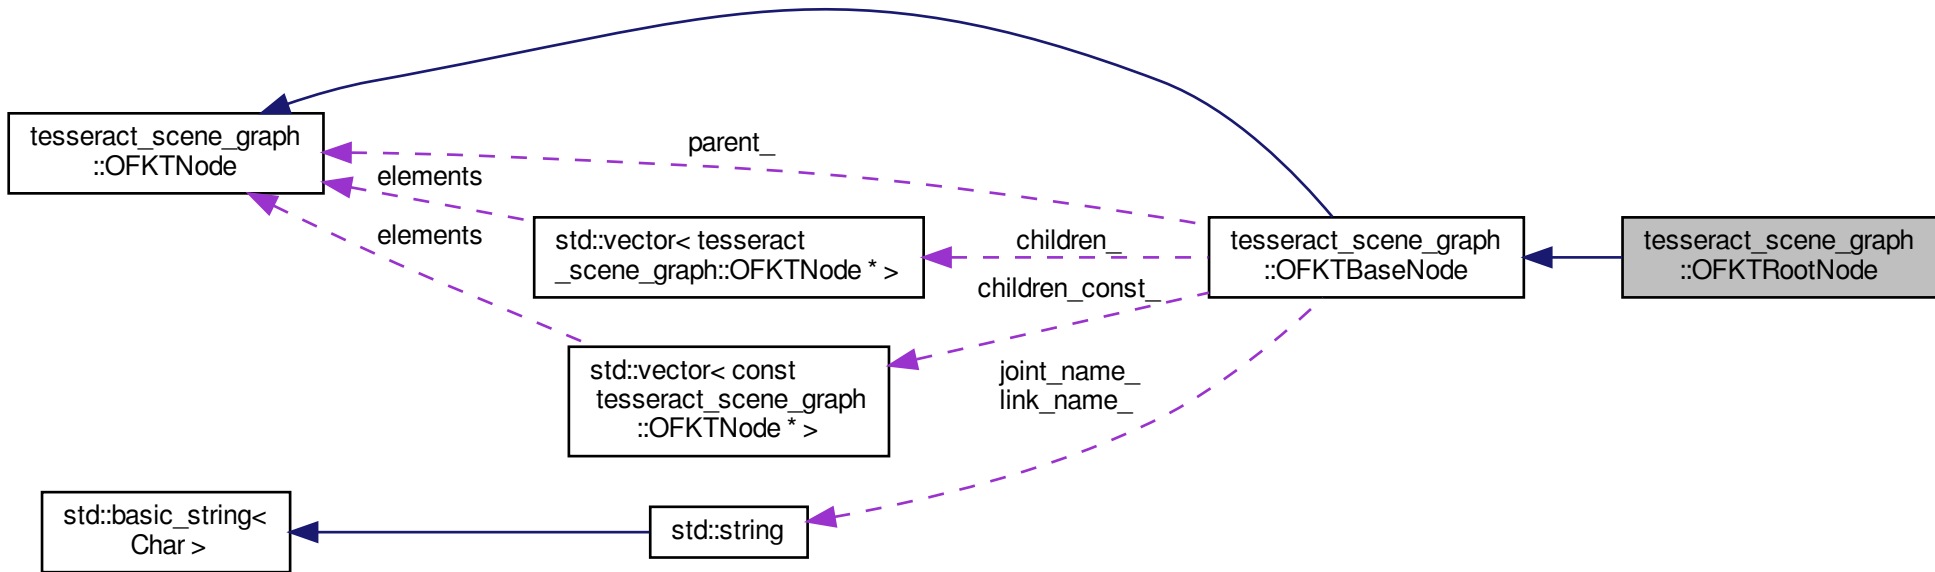 tesseract_scene_graph
::OFKTNode
parent_
elements
elements
std::vector< tesseract
_scene_graph::OFKTNode * >
children_
children_const_
tesseract_scene_graph
::OFKTBaseNode
tesseract_scene_graph
::OFKTRootNode
std::vector< const
tesseract_scene_graph
::OFKTNode * >
joint_name_
link_name_
std::basic_string<
Char >
std::string